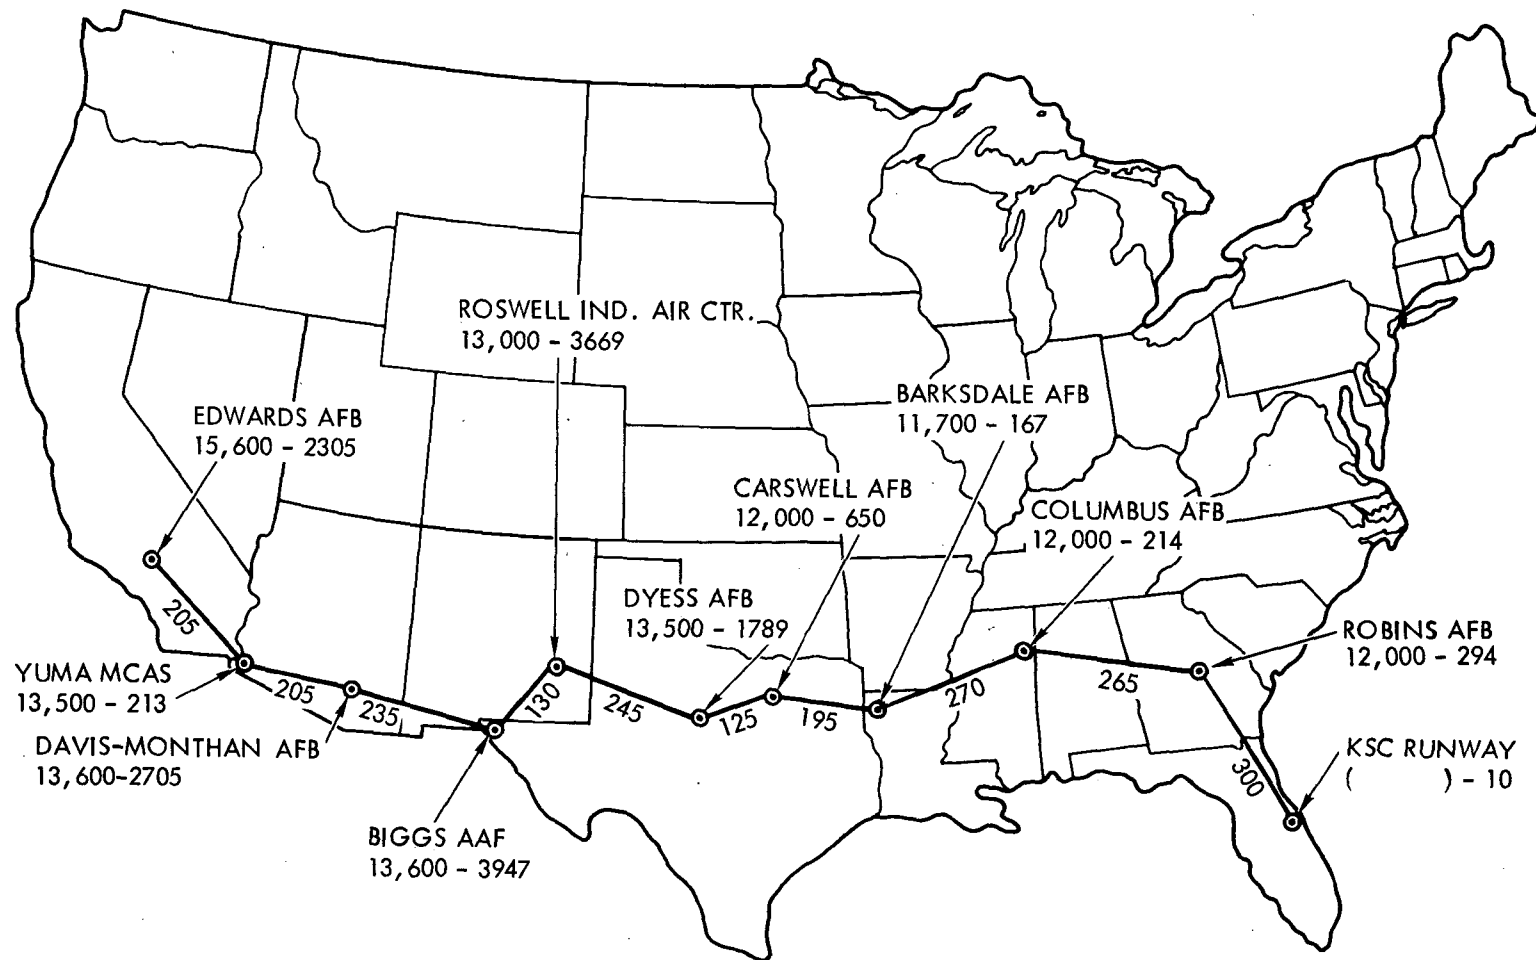 ROSWELL IND. AIR CTR.
13,000 - 3669
EDWARDS AFB
15,600 - 2305
BARKSDALE AFB
11,700 - 167
CARSWELL AFB
12,000 - 650
COLUMBUS AFB
12,000 - 214
DYESS AFB
13,500 - 1789
ROBINS AFB
12,000 - 294
YUMA MCAS
13,500 - 213
DAVIS-MONTHAN AFB
13,600-2705
BIGGS AAF
13,600 - 3947
KSC RUNWAY
( ) - 10
205
205
235
130
245
125
195
270
265
300